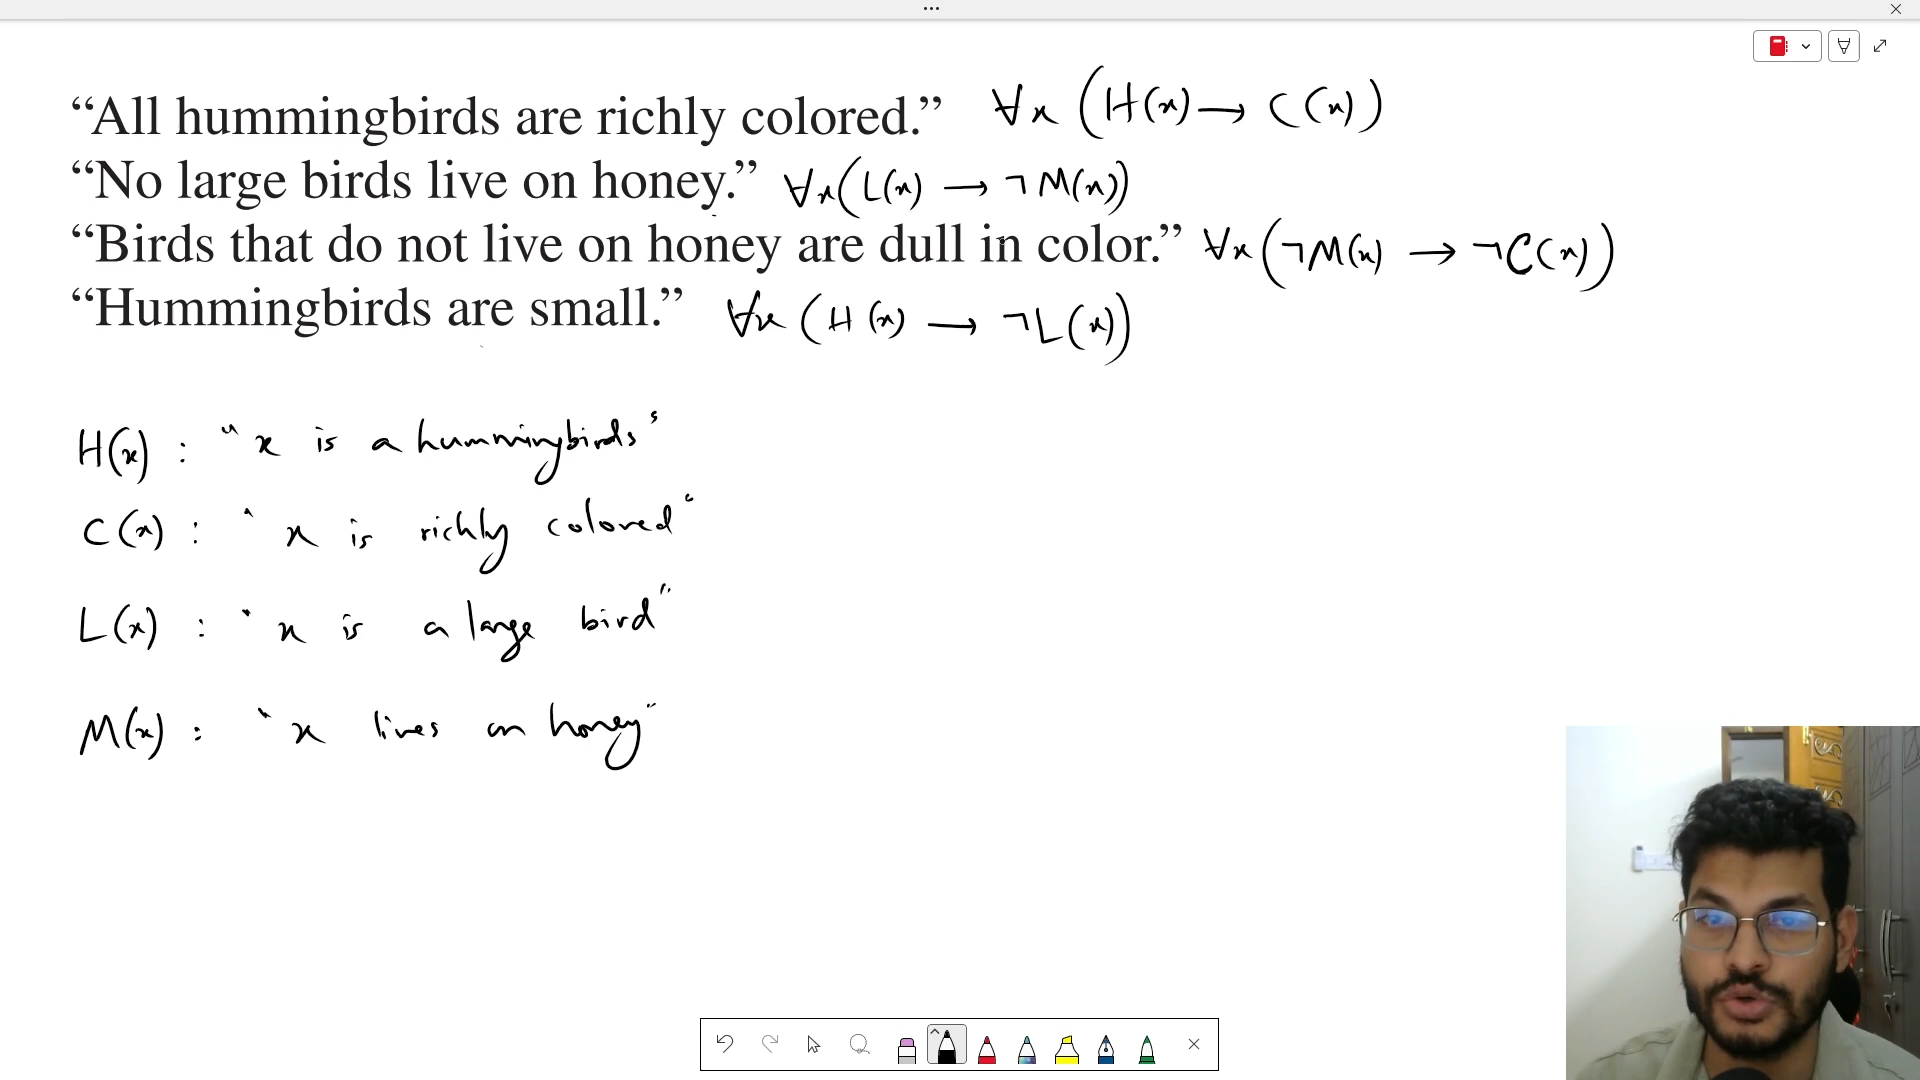 “All hummingbirds are richly colored.” ∀x (H(x) → C(x))
“No large birds live on honey.” ∀x(L(x) → ¬M(x))
“Birds that do not live on honey are dull in color.” ∀x(¬M(x) → ¬C(x))
“Hummingbirds are small.” ∀x (H(x) → ¬L(x))
H(x) : "x is a hummingbirds"
C(x) : "x is richly colored"
L(x) : "x is a large bird"
M(x) : "x lives on honey"